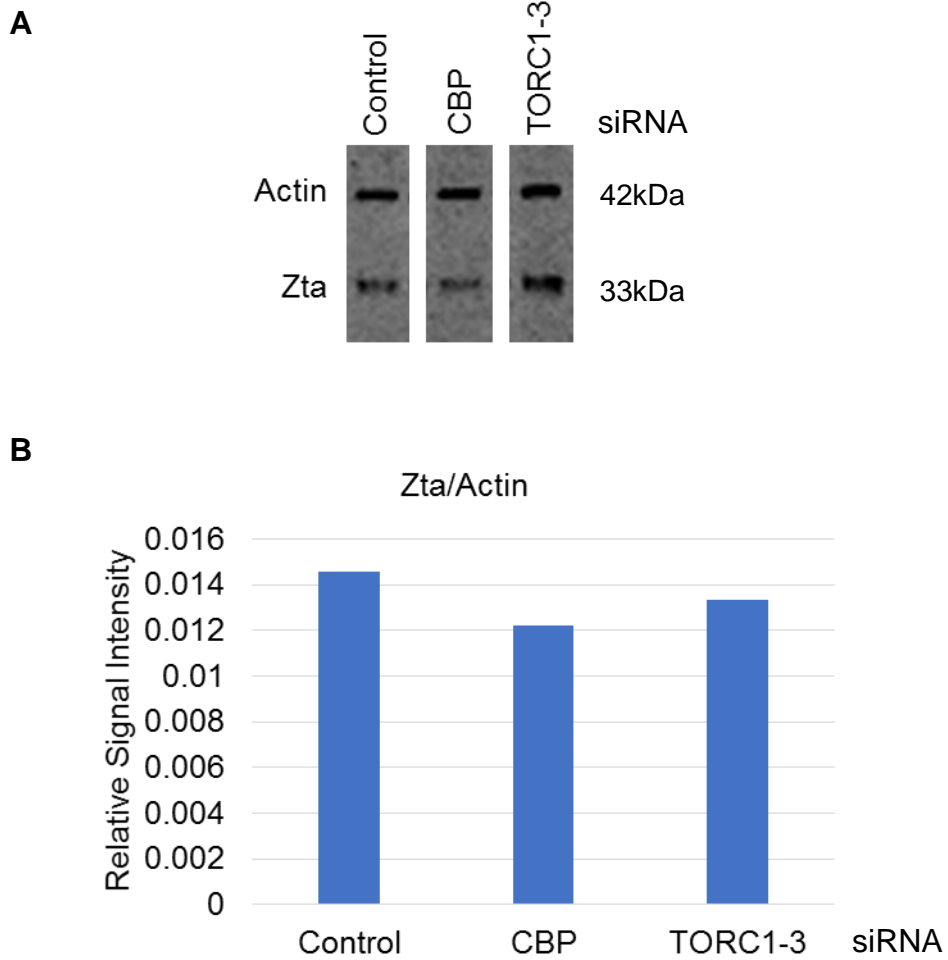 A
Control
CBP
TORC1-3
siRNA
Actin
42kDa
Zta
33kDa
B
Zta/Actin
Relative Signal Intensity
0.016
0.014
0.012
0.01
0.008
0.006
0.004
0.002
0
Control CBP TORC1-3 siRNA